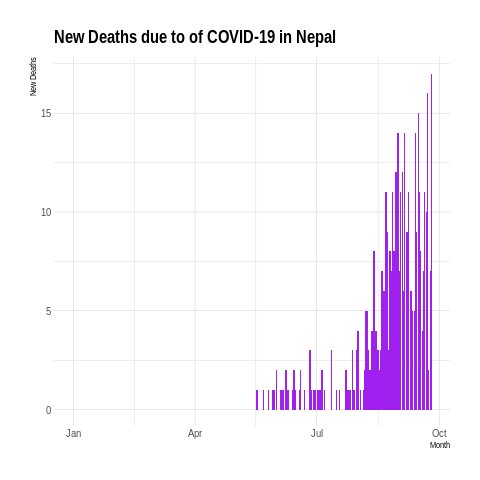 New Deaths due to of COVID-19 in Nepal
New Deaths
15
10
5
0
Jan Apr Jul Oct
Month